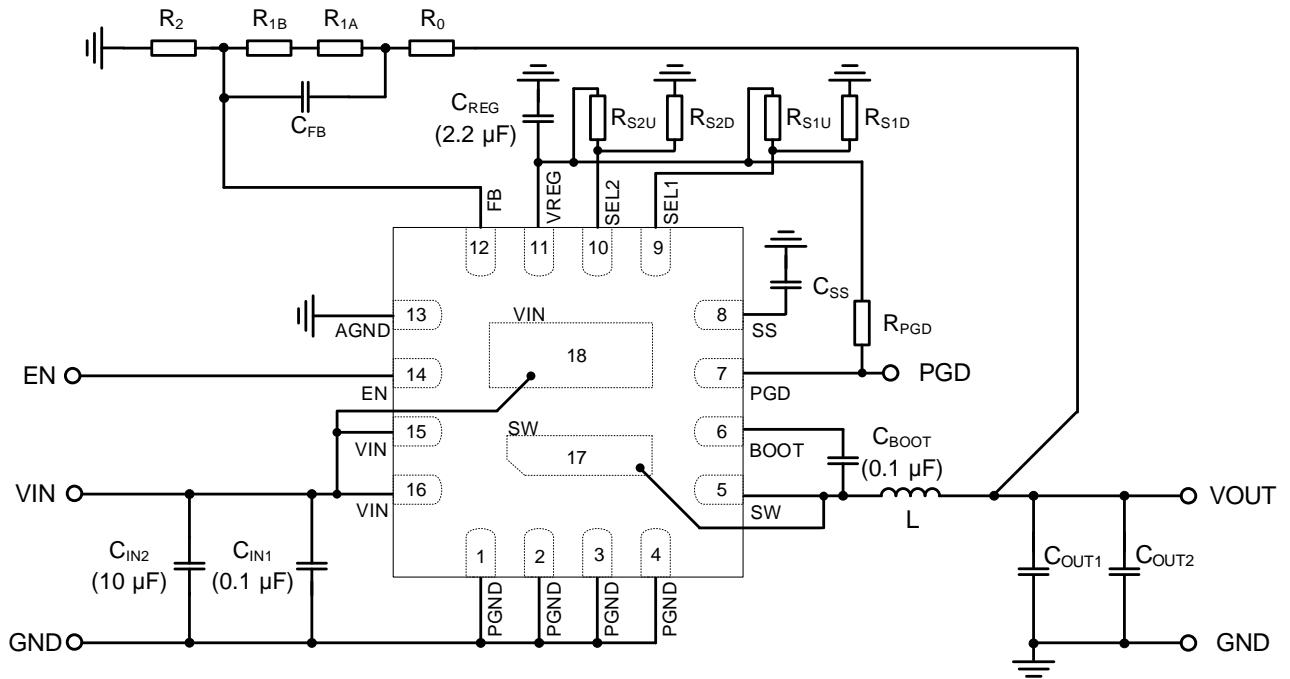 R2 R1B R1A R0
CFB
CREG
(2.2 µF)
RS2U RS2D RS1U RS1D
FB VREG SEL2 SEL1
12 11 10 9
CSS
13 VIN 8
AGND SS
RPGD
18
EN 14 7 PGD
EN PGD
SW
15 6
VIN BOOT
CBOOT
(0.1 µF)
17
VIN 16 5 VOUT
VIN SW
L
CIN2 CIN1
(10 µF) (0.1 µF)
1 2 3 4
COUT1 COUT2
PGND PGND PGND PGND
GND GND